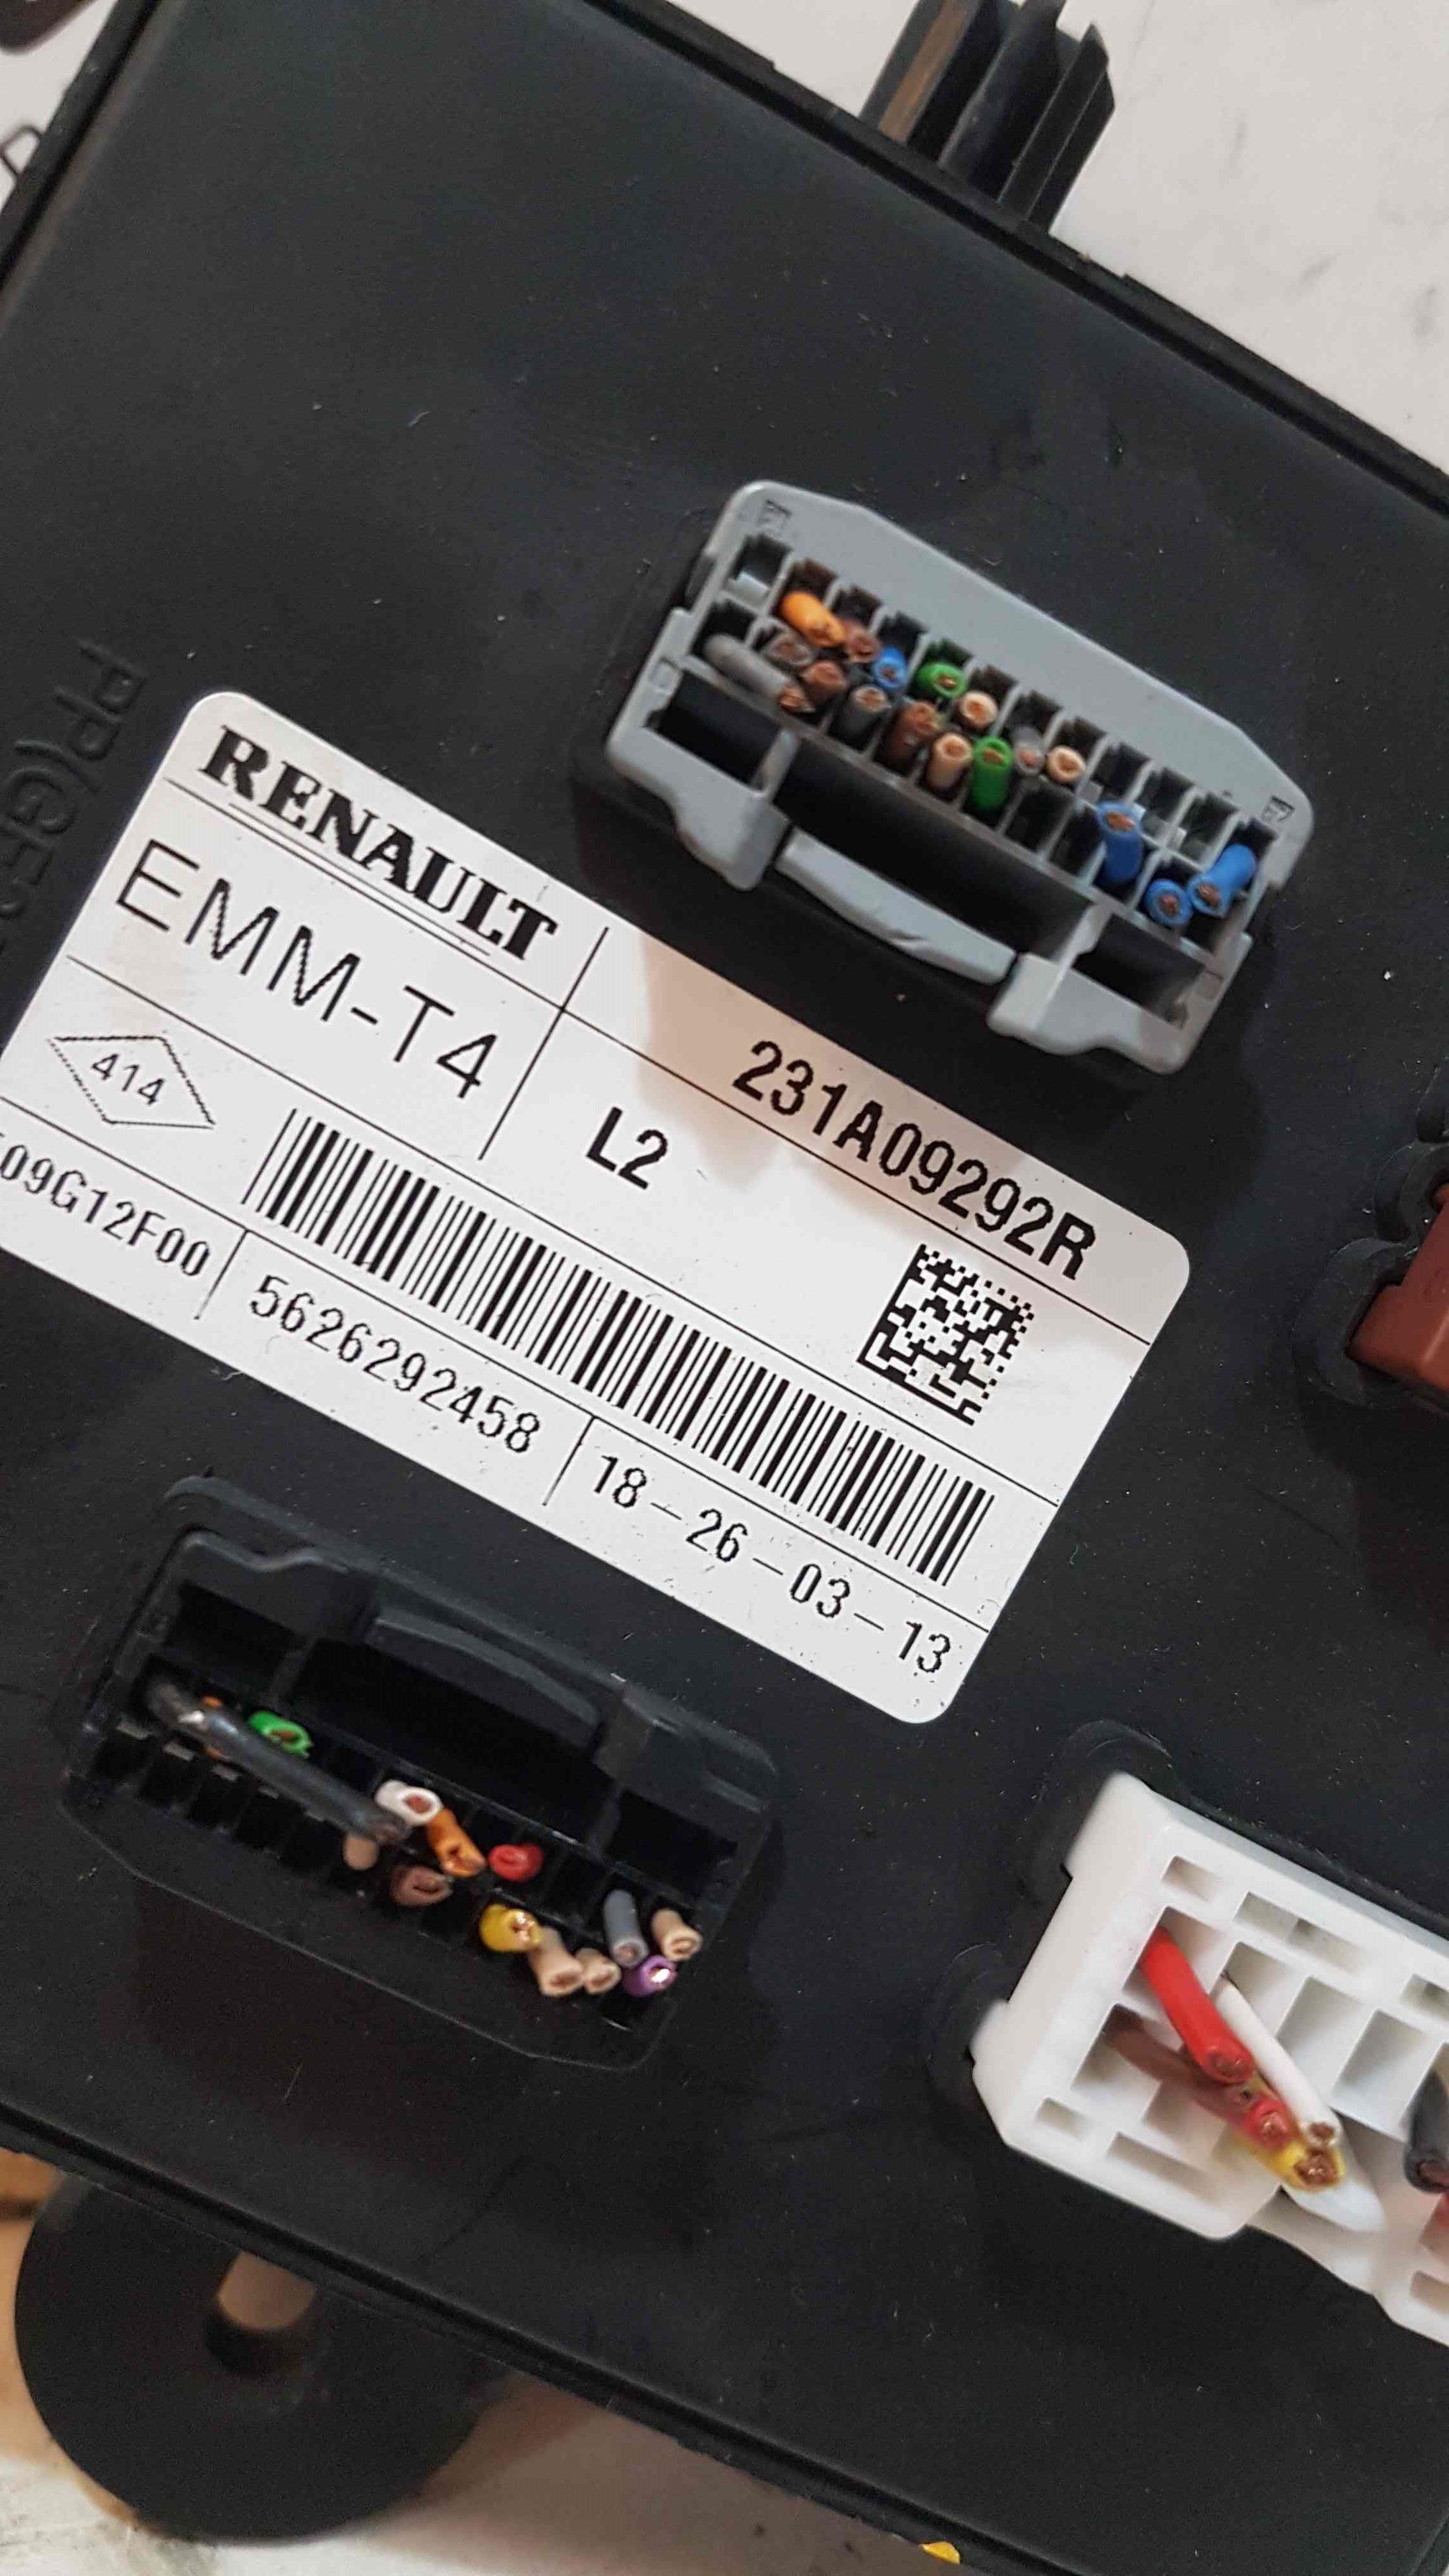 RENAULT
231A09292R
EMM-T4
L2
414
09G12F00
5626292458
18-26-03-13